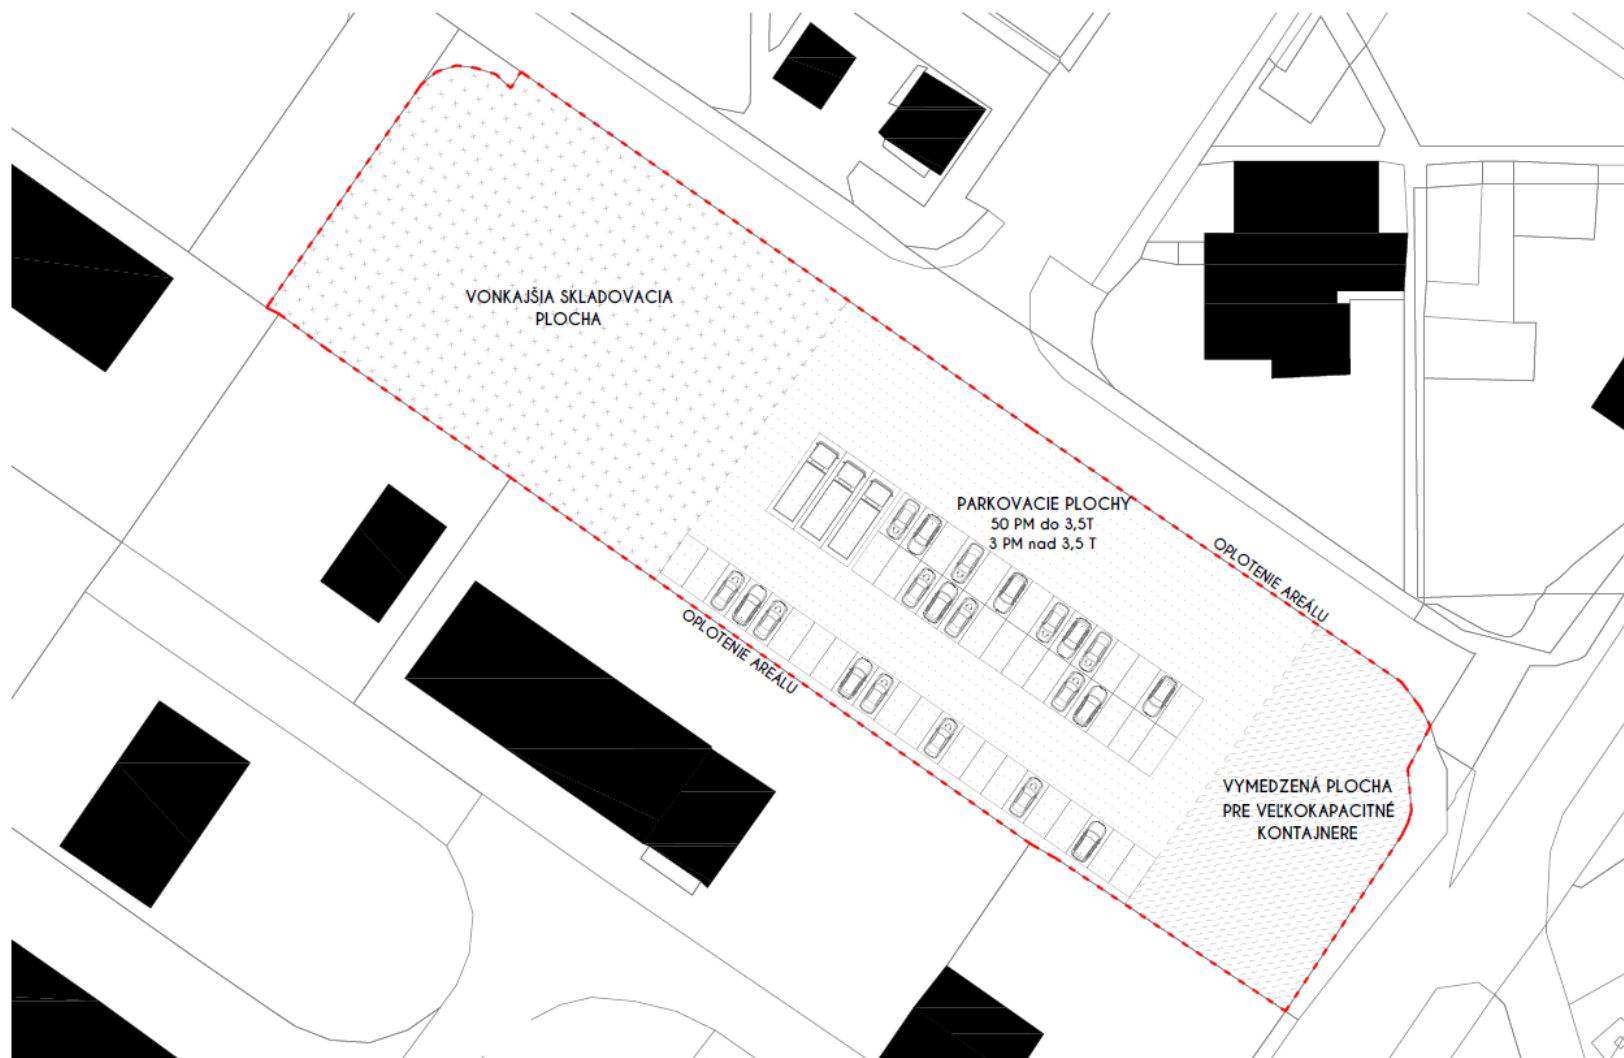 VONKAJŠIA SKLADOVACIA
PLOCHA
PARKOVACIE PLOCHY
50 PM do 3,5T
3 PM nad 3,5 T
OPLOTENIE AREÁLU
OPLOTENIE AREÁLU
VYMEDZENÁ PLOCHA
PRE VEĽKOKAPACITNÉ
KONTAJNERE